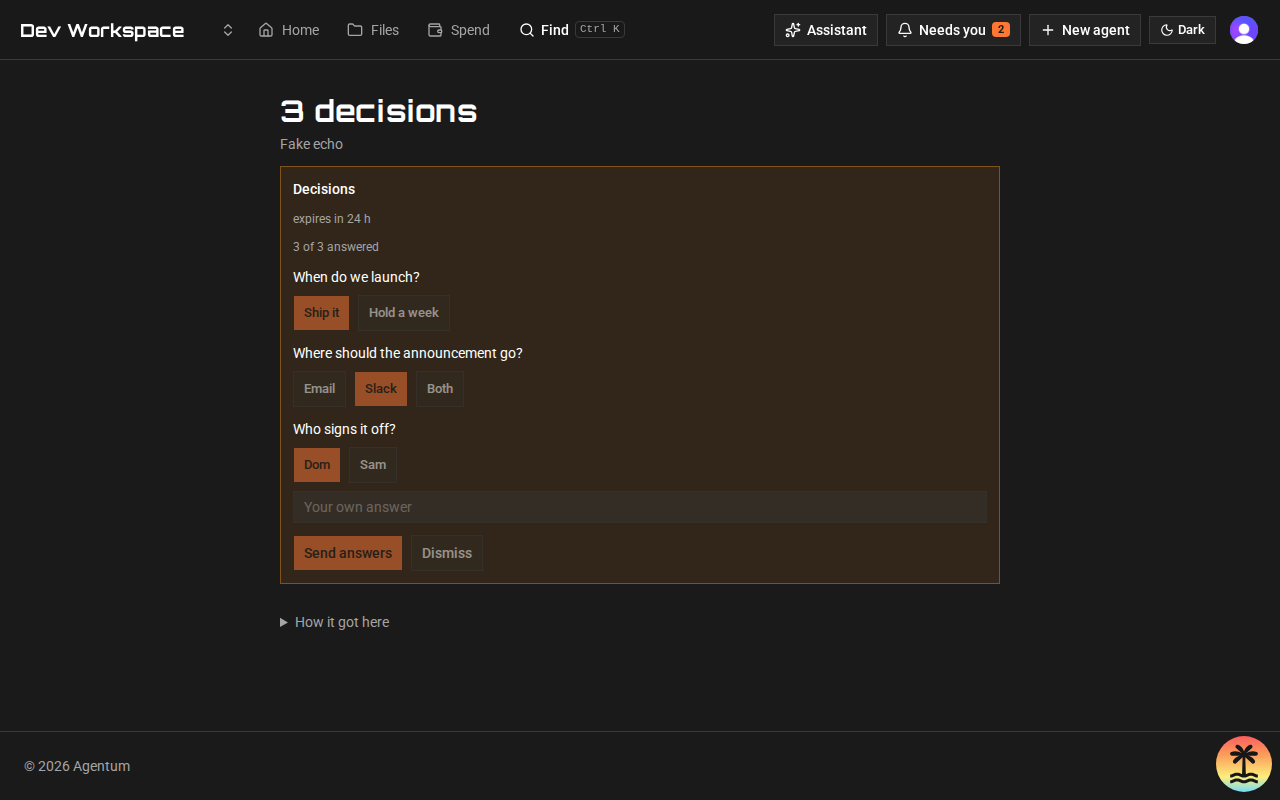 Dev Workspace
Home
Files
Spend
Find Ctrl K
Assistant
Needs you 2
New agent
Dark
3 decisions
Fake echo
Decisions
expires in 24 h
3 of 3 answered
When do we launch?
Ship it
Hold a week
Where should the announcement go?
Email
Slack
Both
Who signs it off?
Dom
Sam
Your own answer
Send answers
Dismiss
How it got here
© 2026 Agentum